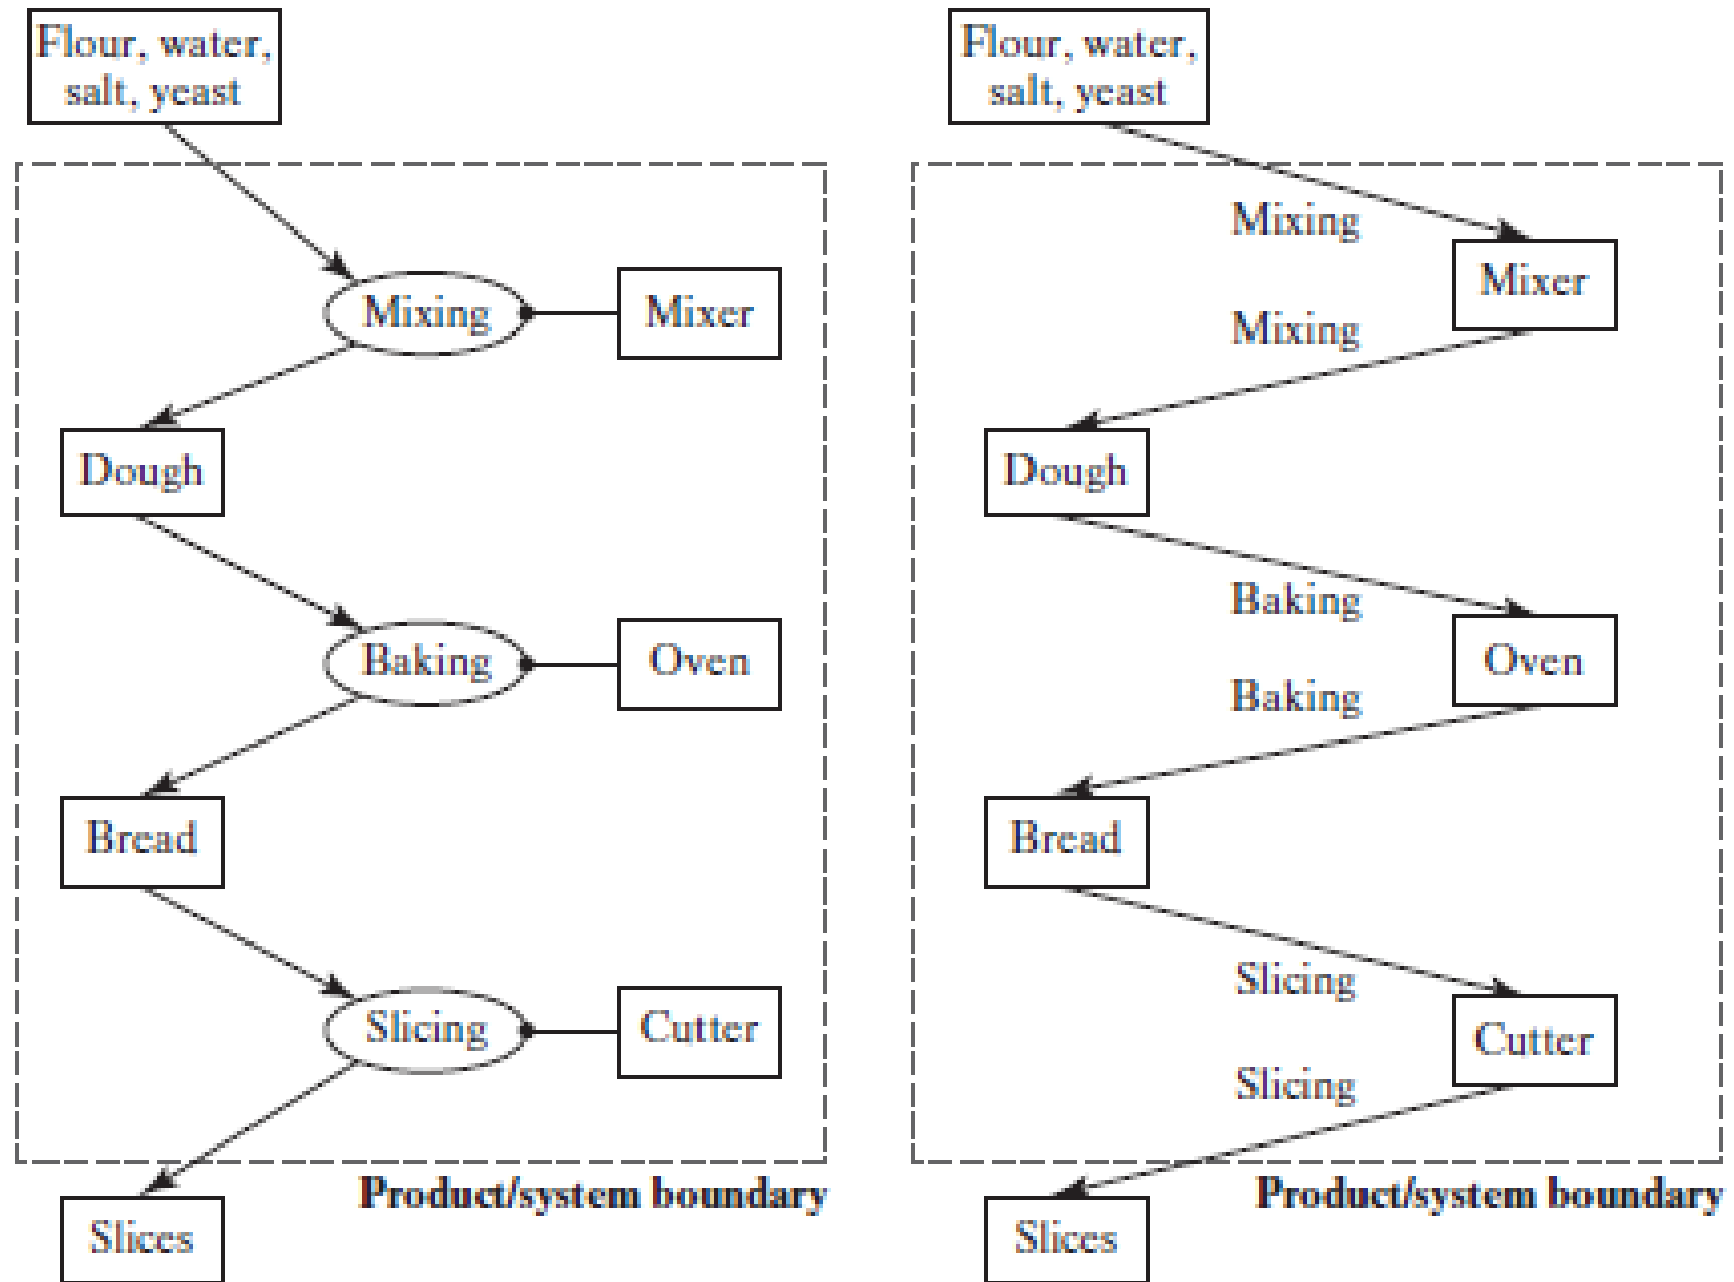 Flour, water,
salt, yeast
Mixing
Mixer
Dough
Baking
Oven
Bread
Slicing
Cutter
Product/system boundary
Slices
Flour, water,
salt, yeast
Mixing
Mixer
Mixing
Dough
Baking
Oven
Baking
Bread
Slicing
Cutter
Slicing
Product/system boundary
Slices